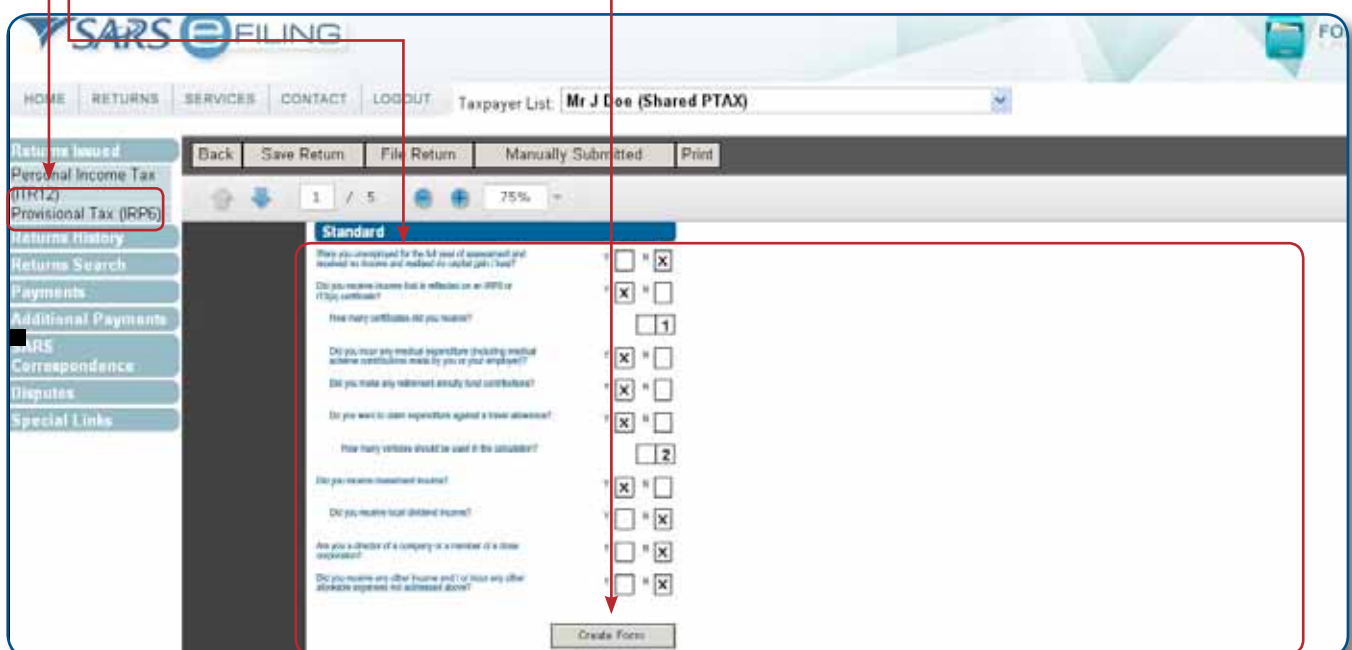 SARS eFILING
FO
HOME RETURNS SERVICES CONTACT LOGOUT Taxpayer List: Mr J Doe (Shared PTAX)
Returns Issued
Personal Income Tax
(ITR12)
Provisional Tax (IRP6)
Returns History
Returns Search
Payments
Additional Payments
SARS
Correspondence
Disputes
Special Links
Back Save Return File Return Manually Submitted Print
1 / 5 75%
Standard
Were you unemployed for the full year of assessment and
received no income and realised no capital gain / loss?
Y N X
Did you receive income that is reflected on an IRP5 or
IT3(a) certificate?
Y X N
How many certificates did you receive?
1
Did you incur any medical expenditure (including medical
scheme contributions made by you or your employer)?
Y X N
Did you make any retirement annuity fund contributions?
Y X N
Do you want to claim expenditure against a travel allowance?
Y X N
How many vehicles should be used in the calculation?
2
Did you receive investment income?
Y X N
Did you receive local dividend income?
Y N X
Are you a director of a company or a member of a close
corporation?
Y N X
Did you receive any other income and / or incur any other
allowable expenses not addressed above?
Y N X
Create Form